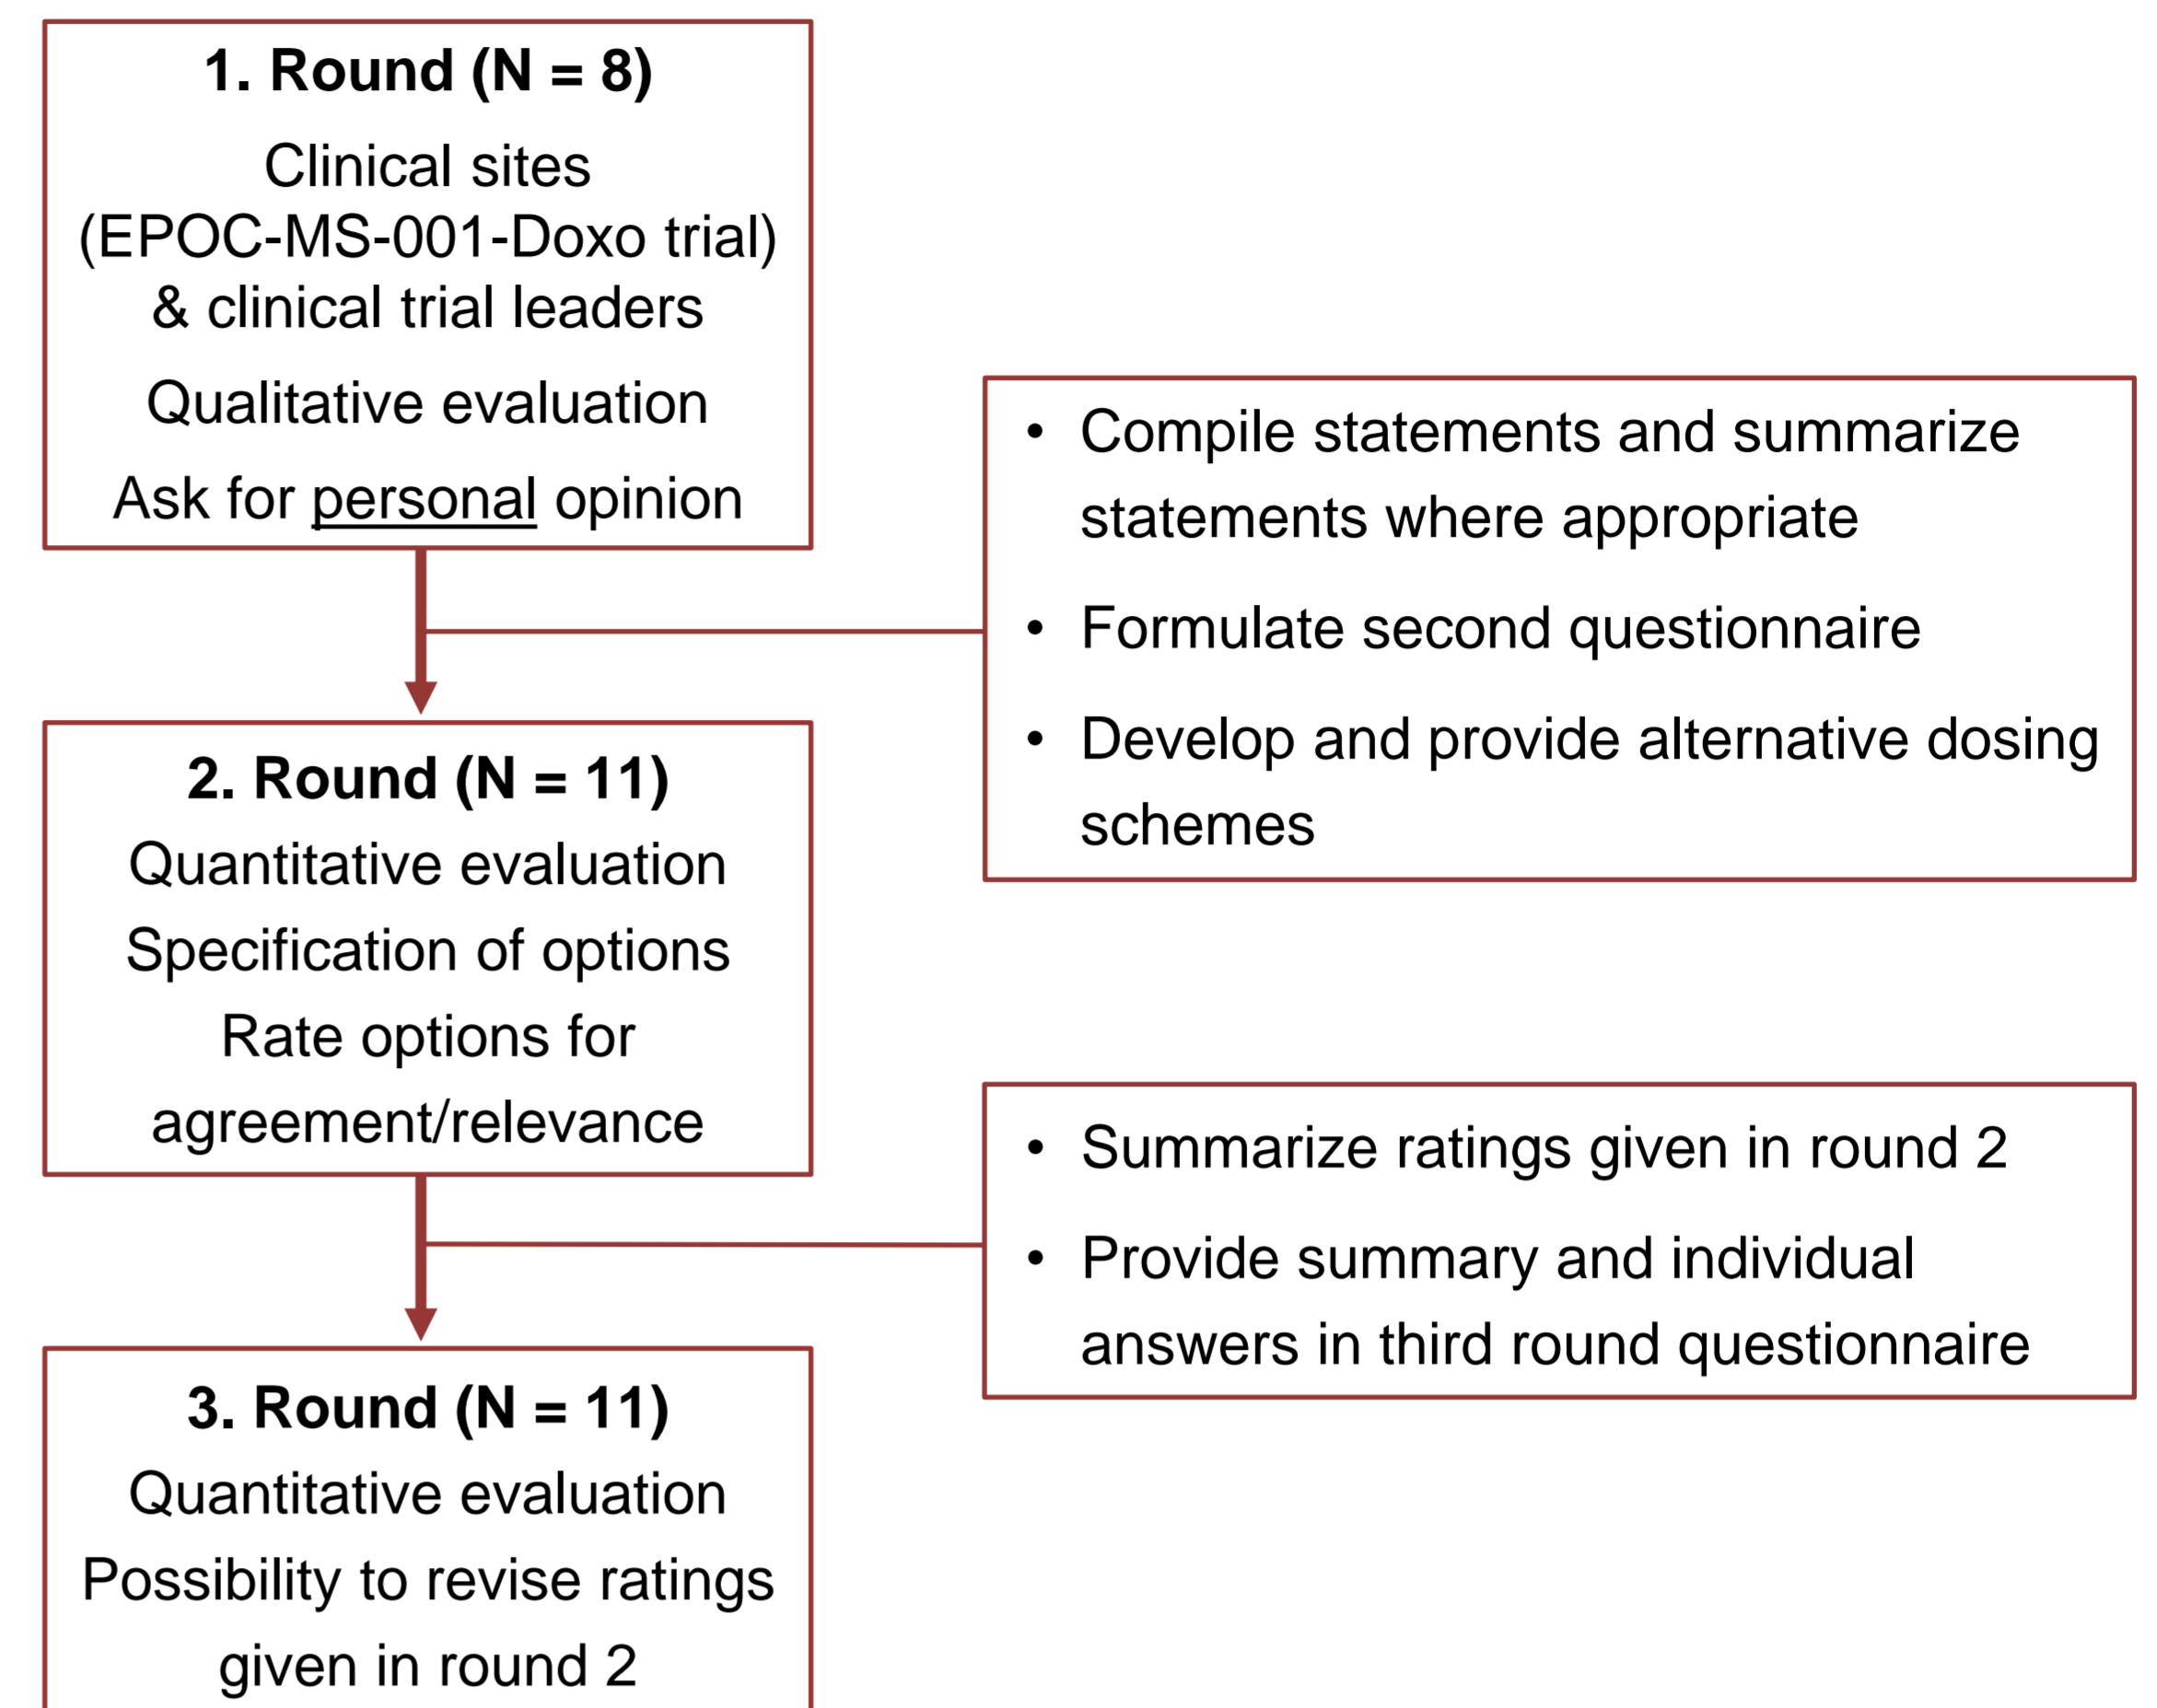 1. Round (N = 8)
Clinical sites
(EPOC-MS-001-Doxo trial)
& clinical trial leaders
Qualitative evaluation
Ask for personal opinion
• Compile statements and summarize
statements where appropriate
• Formulate second questionnaire
• Develop and provide alternative dosing
schemes
2. Round (N = 11)
Quantitative evaluation
Specification of options
Rate options for
agreement/relevance
• Summarize ratings given in round 2
• Provide summary and individual
answers in third round questionnaire
3. Round (N = 11)
Quantitative evaluation
Possibility to revise ratings
given in round 2